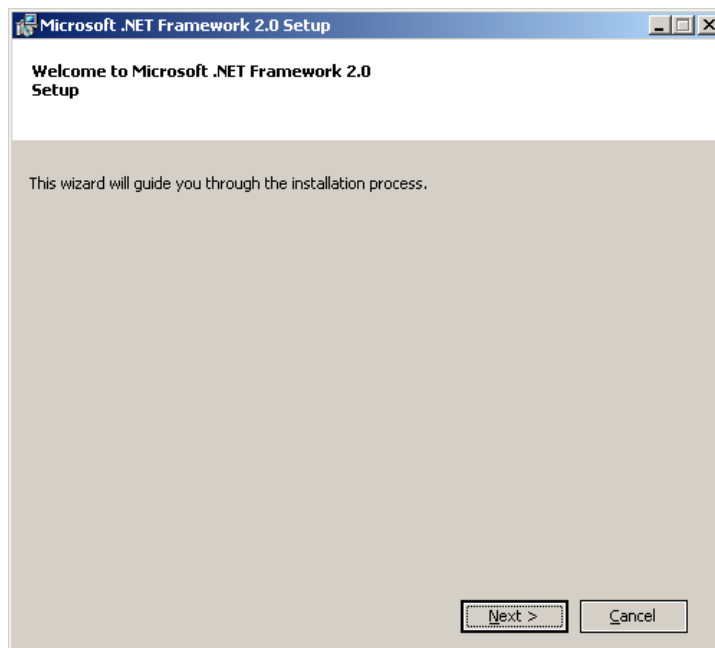 Microsoft .NET Framework 2.0 Setup
Welcome to Microsoft .NET Framework 2.0
Setup
This wizard will guide you through the installation process.
Next >
Cancel